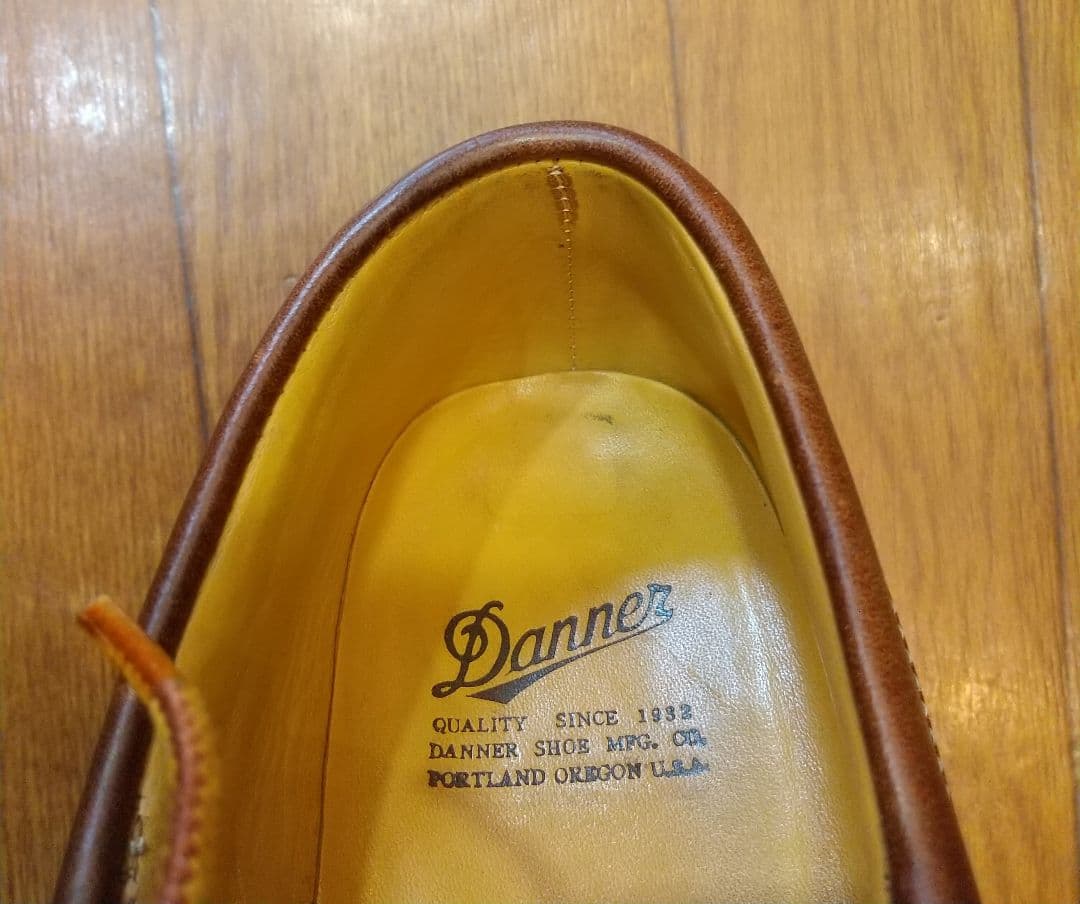 Danner
QUALITY SINCE 1932
DANNER SHOE MFG. CO.
PORTLAND OREGON U.S.A.